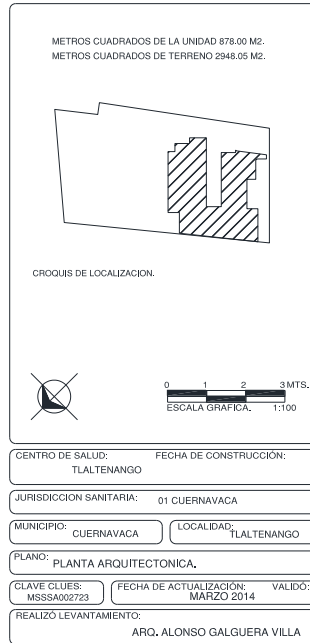 METROS CUADRADOS DE LA UNIDAD 878.00 M2.
METROS CUADRADOS DE TERRENO 2948.05 M2.
CROQUIS DE LOCALIZACION.
0 1 2 3 MTS.
ESCALA GRAFICA. 1:100
CENTRO DE SALUD: FECHA DE CONSTRUCCIÓN:
TLALTENANGO
JURISDICCION SANITARIA: 01 CUERNAVACA
MUNICIPIO: CUERNAVACA LOCALIDAD: TLALTENANGO
PLANO: PLANTA ARQUITECTONICA.
CLAVE CLUES: FECHA DE ACTUALIZACIÓN: VALIDÓ:
MSSSA002723 MARZO 2014
REALIZÓ LEVANTAMIENTO:
ARQ. ALONSO GALGUERA VILLA